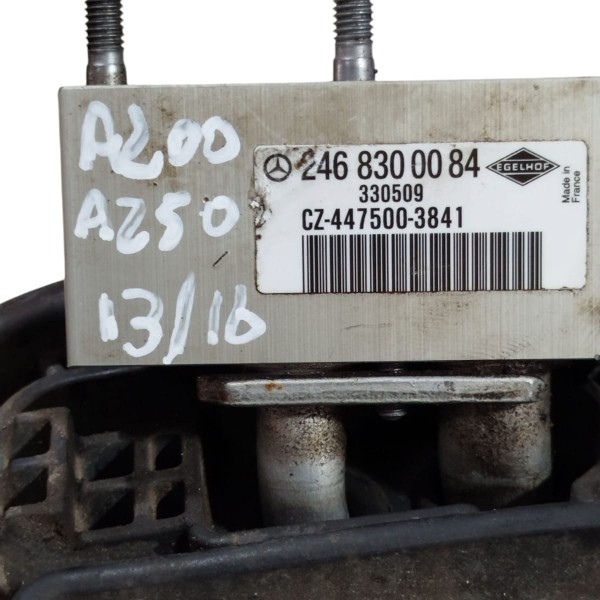 A200
A250
13/16
246 830 00 84
330509
CZ-447500-3841
EGELHOF
Made in
France